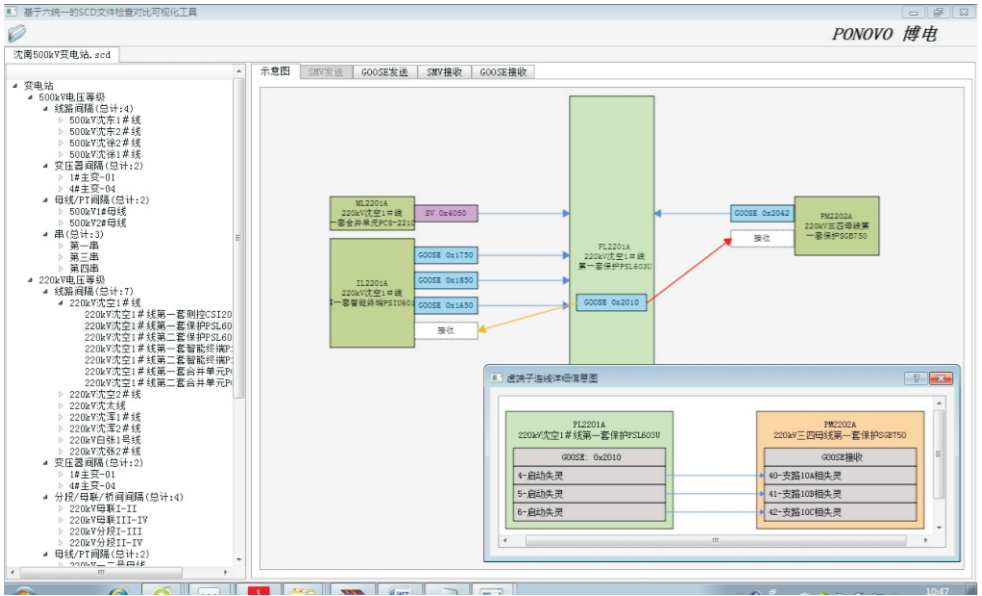 基于六统一的SCD文件检查对比可视化工具
PONOVO 博电
沈南500kV变电站.scd
变电站
500kV电压等级
线路间隔(总计:4)
500kV沈东1#线
500kV沈东2#线
500kV沈徐2#线
500kV沈徐1#线
变压器间隔(总计:2)
1#主变-01
4#主变-04
母线/PT间隔(总计:2)
500kV1#母线
500kV2#母线
串(总计:3)
第一串
第三串
第四串
220kV电压等级
线路间隔(总计:7)
220kV沈空1#线
220kV沈空1#线第一套测控CSI20
220kV沈空1#线第一套保护PSL60
220kV沈空1#线第二套保护PSL60
220kV沈空1#线第一套智能终端P
220kV沈空1#线第二套智能终端P
220kV沈空1#线第一套合并单元P
220kV沈空1#线第二套合并单元P
220kV沈空2#线
220kV沈太线
220kV沈浑1#线
220kV沈浑2#线
220kV白张1号线
220kV沈张2#线
变压器间隔(总计:2)
1#主变-01
4#主变-04
分段/母联/桥间间隔(总计:4)
220kV母联I-II
220kV母联III-IV
220kV分段I-III
220kV分段II-IV
母线/PT间隔(总计:2)
示意图 SMV发送 GOOSE发送 SMV接收 GOOSE接收
ML2201A
220kV沈空1#线
一套合并单元PCS-221C
SV 0x4050
IL2201A
220kV沈空1#线
一套智能终端PSIU601
GOOSE 0x1750
GOOSE 0x1850
GOOSE 0x1A50
接收
PL2201A
220kV沈空1#线
第一套保护PSL603U
GOOSE 0x2010
GOOSE 0x2042
接收
PM2202A
220kV三四母线第
一套保护SGB750
虚端子连线详细信息图
PL2201A
220kV沈空1#线第一套保护PSL603U
GOOSE: 0x2010
4-启动失灵
5-启动失灵
6-启动失灵
PM2202A
220kV三四母线第一套保护SGB750
GOOSE接收
40-支路10A相失灵
41-支路10B相失灵
42-支路10C相失灵
10:47